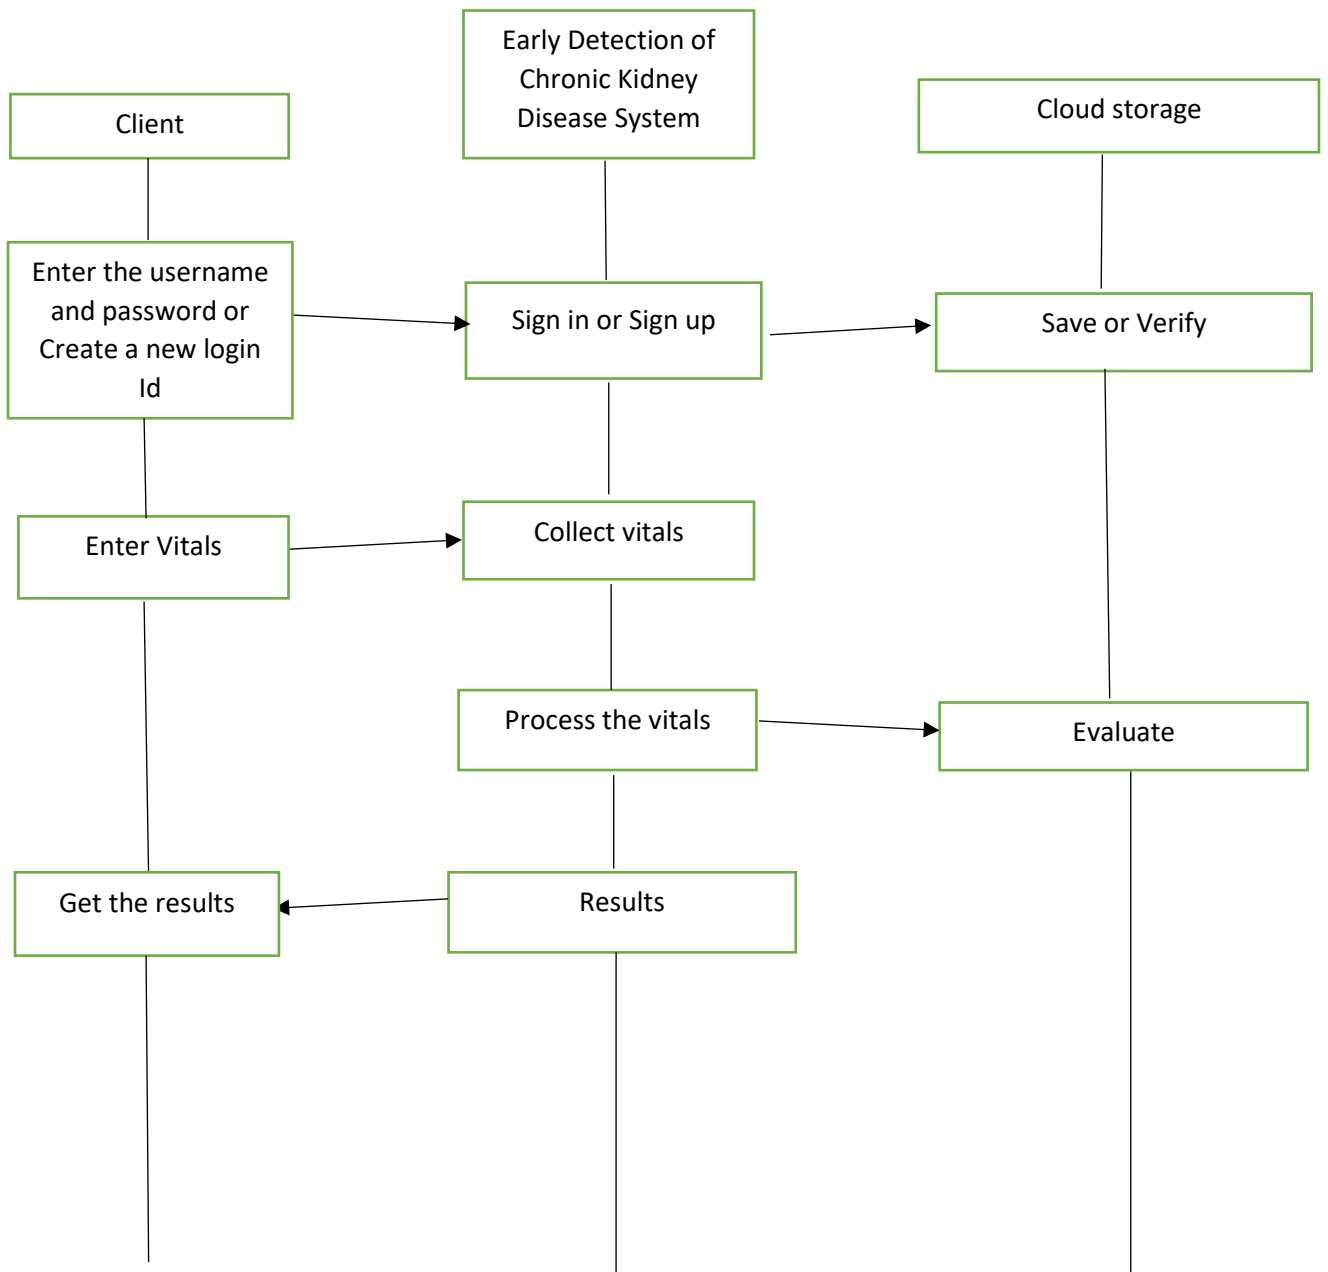 Early Detection of
Chronic Kidney
Disease System
Client
Cloud storage
Enter the username
and password or
Create a new login
Id
Sign in or Sign up
Save or Verify
Enter Vitals
Collect vitals
Process the vitals
Evaluate
Get the results
Results